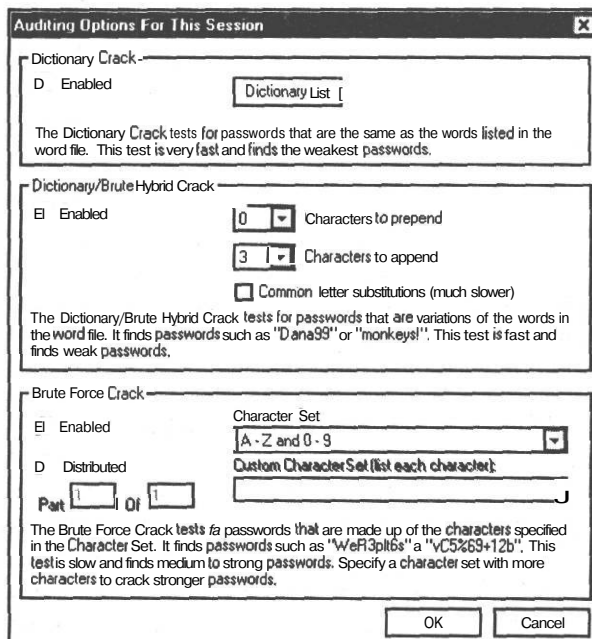 Auditing Options For This Session
Dictionary Crack
D Enabled
Dictionary List [
The Dictionary Crack tests for passwords that are the same as the words listed in the
word file. This test is very fast and finds the weakest passwords.
Dictionary/Brute Hybrid Crack
El Enabled
0 Characters to prepend
3 Characters to append
Common letter substitutions (much slower)
The Dictionary/Brute Hybrid Crack tests for passwords that are variations of the words in
the word file. It finds passwords such as "Dana99" or "monkeys!". This test is fast and
finds weak passwords.
Brute Force Crack
El Enabled
Character Set
A - Z and 0 - 9
D Distributed
Custom Character Set (list each character):
Part 1 Of 1
The Brute Force Crack tests fa passwords that are made up of the characters specified
in the Character Set. It finds passwords such as "WeR3plt6s" a "vC5%69+12b". This
test is slow and finds medium to strong passwords. Specify a character set with more
characters to crack stronger passwords.
OK Cancel